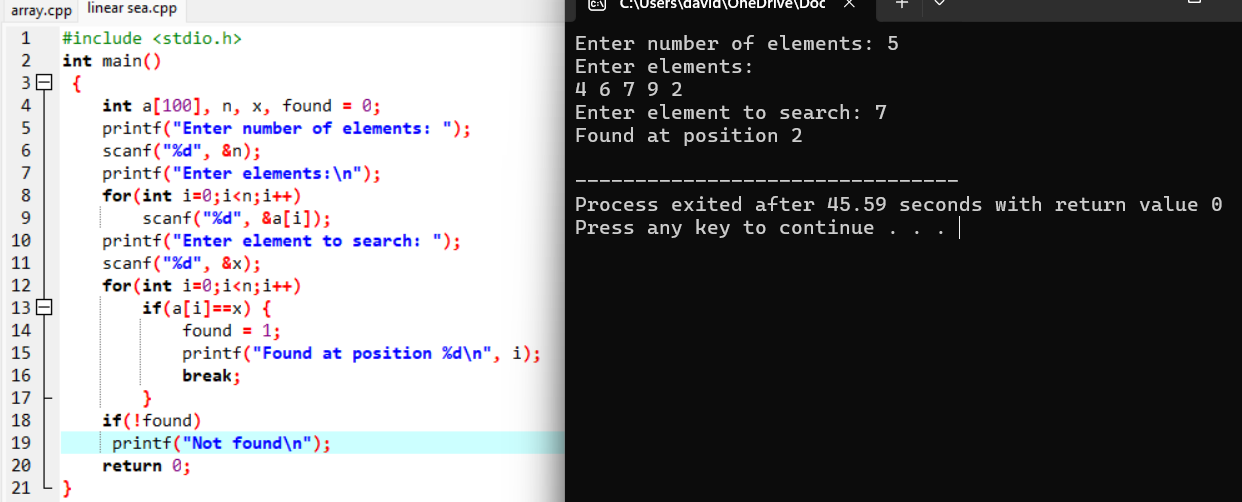 array.cpp linear sea.cpp
1 #include <stdio.h>
2 int main()
3 {
4 int a[100], n, x, found = 0;
5 printf("Enter number of elements: ");
6 scanf("%d", &n);
7 printf("Enter elements:\n");
8 for(int i=0;i<n;i++)
9 scanf("%d", &a[i]);
10 printf("Enter element to search: ");
11 scanf("%d", &x);
12 for(int i=0;i<n;i++)
13 if(a[i]==x) {
14 found = 1;
15 printf("Found at position %d\n", i);
16 break;
17 }
18 if(!found)
19 printf("Not found\n");
20 return 0;
21 }
C:\Users\david\OneDrive\Doc
Enter number of elements: 5
Enter elements:
4 6 7 9 2
Enter element to search: 7
Found at position 2
--------------------------------
Process exited after 45.59 seconds with return value 0
Press any key to continue . . .